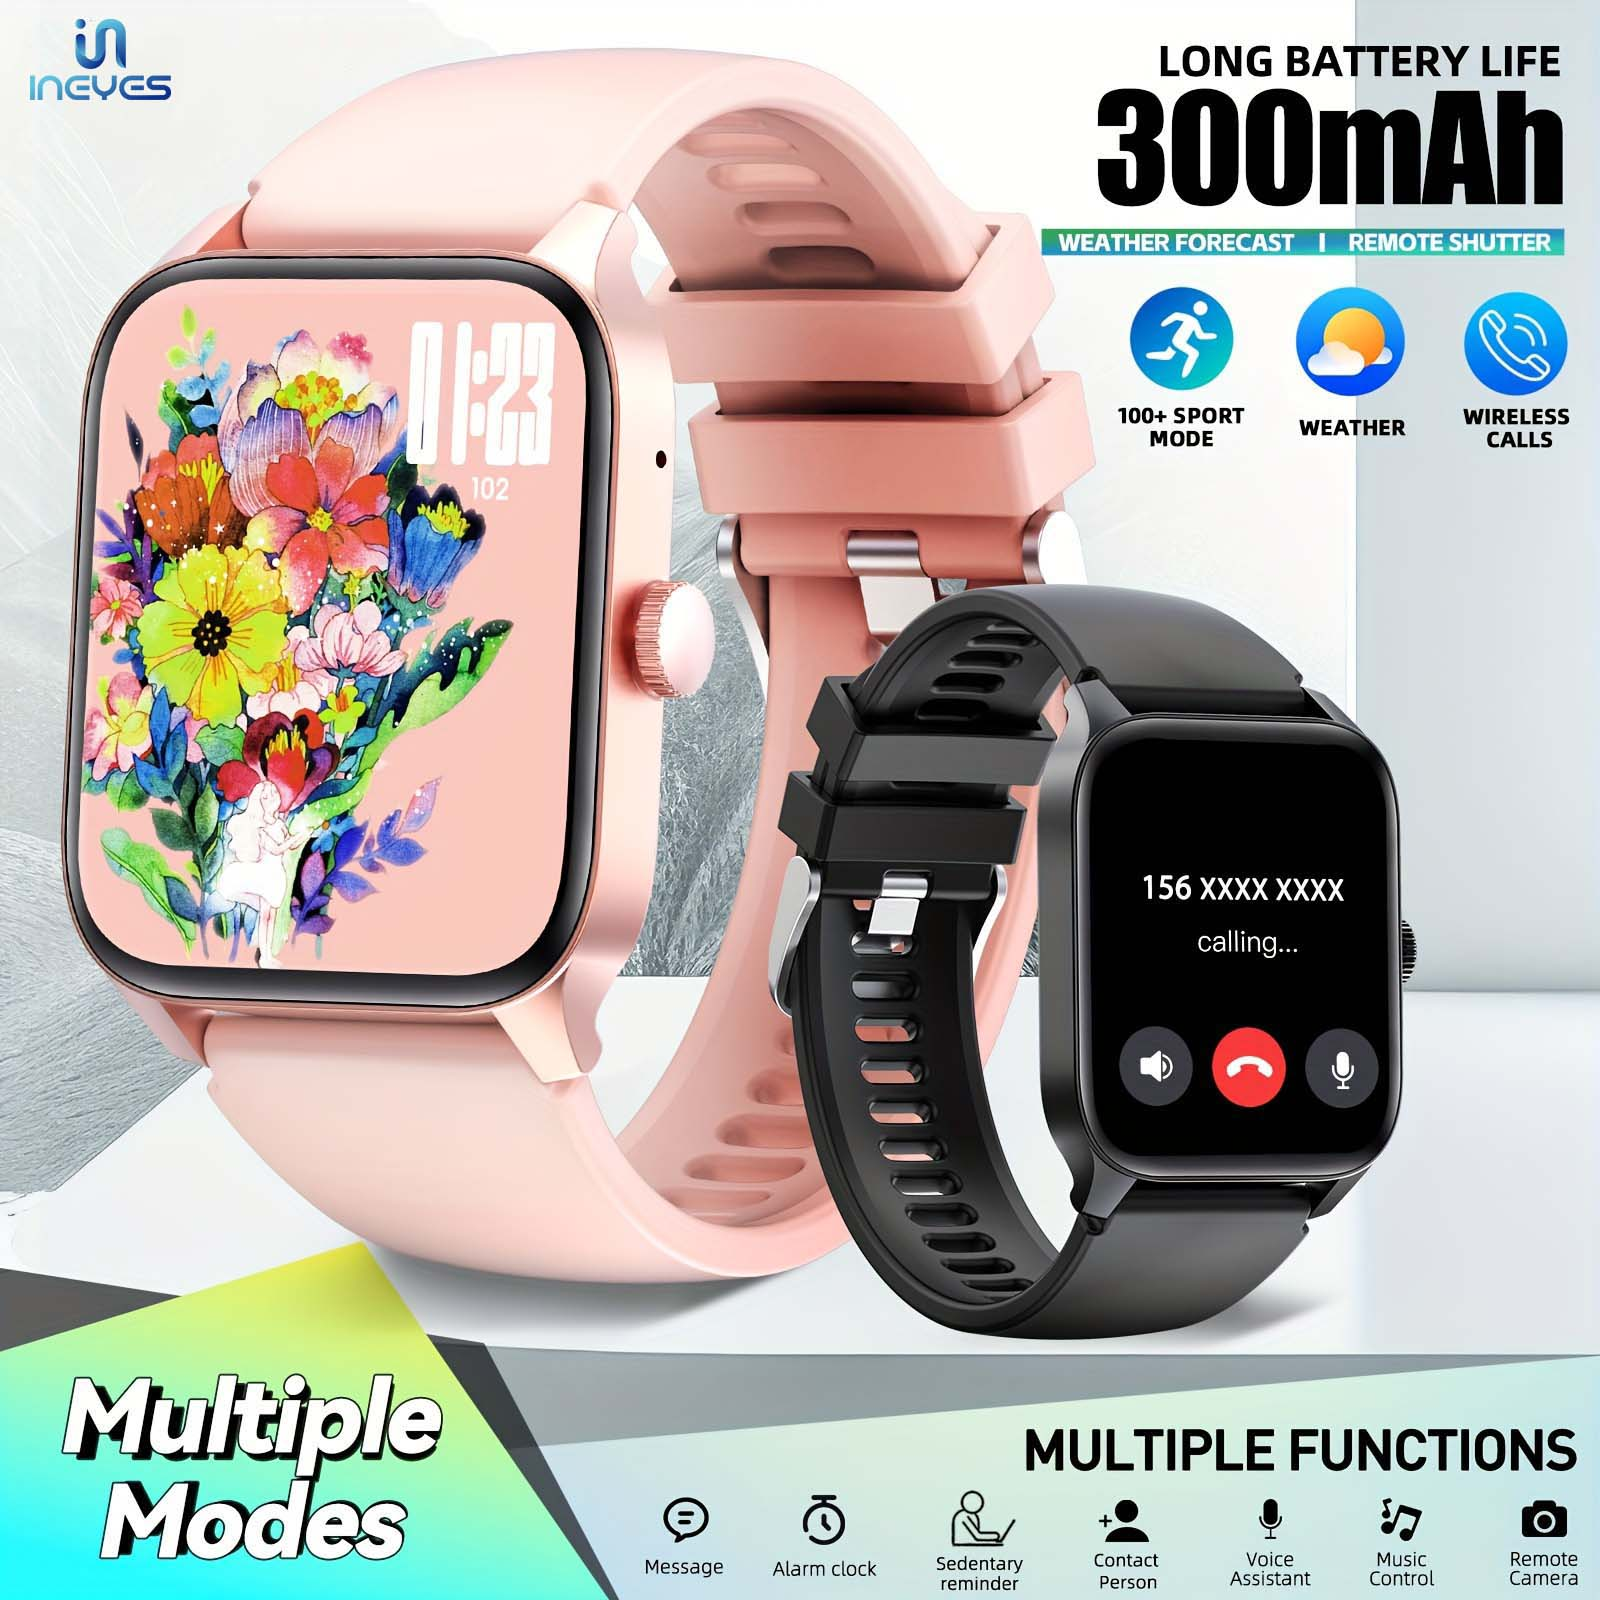 INEYES
LONG BATTERY LIFE
300mAh
WEATHER FORECAST | REMOTE SHUTTER
100+ SPORT
MODE
WEATHER
WIRELESS
CALLS
01:23
102
156 XXXX XXXX
calling...
Multiple
Modes
MULTIPLE FUNCTIONS
Message
Alarm clock
Sedentary
reminder
Contact
Person
Voice
Assistant
Music
Control
Remote
Camera